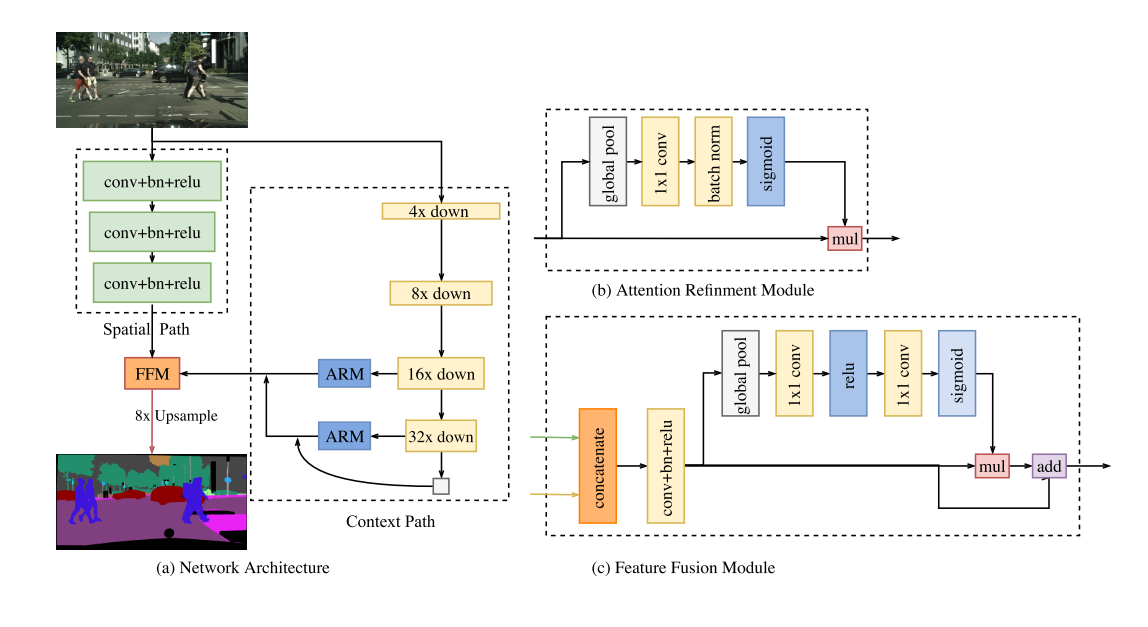 conv+bn+relu
conv+bn+relu
conv+bn+relu
Spatial Path
FFM
8x Upsample
4x down
8x down
ARM
16x down
ARM
32x down
Context Path
(a) Network Architecture
global pool
1x1 conv
batch norm
sigmoid
mul
(b) Attention Refinment Module
global pool
1x1 conv
relu
1x1 conv
sigmoid
concatenate
conv+bn+relu
mul
add
(c) Feature Fusion Module